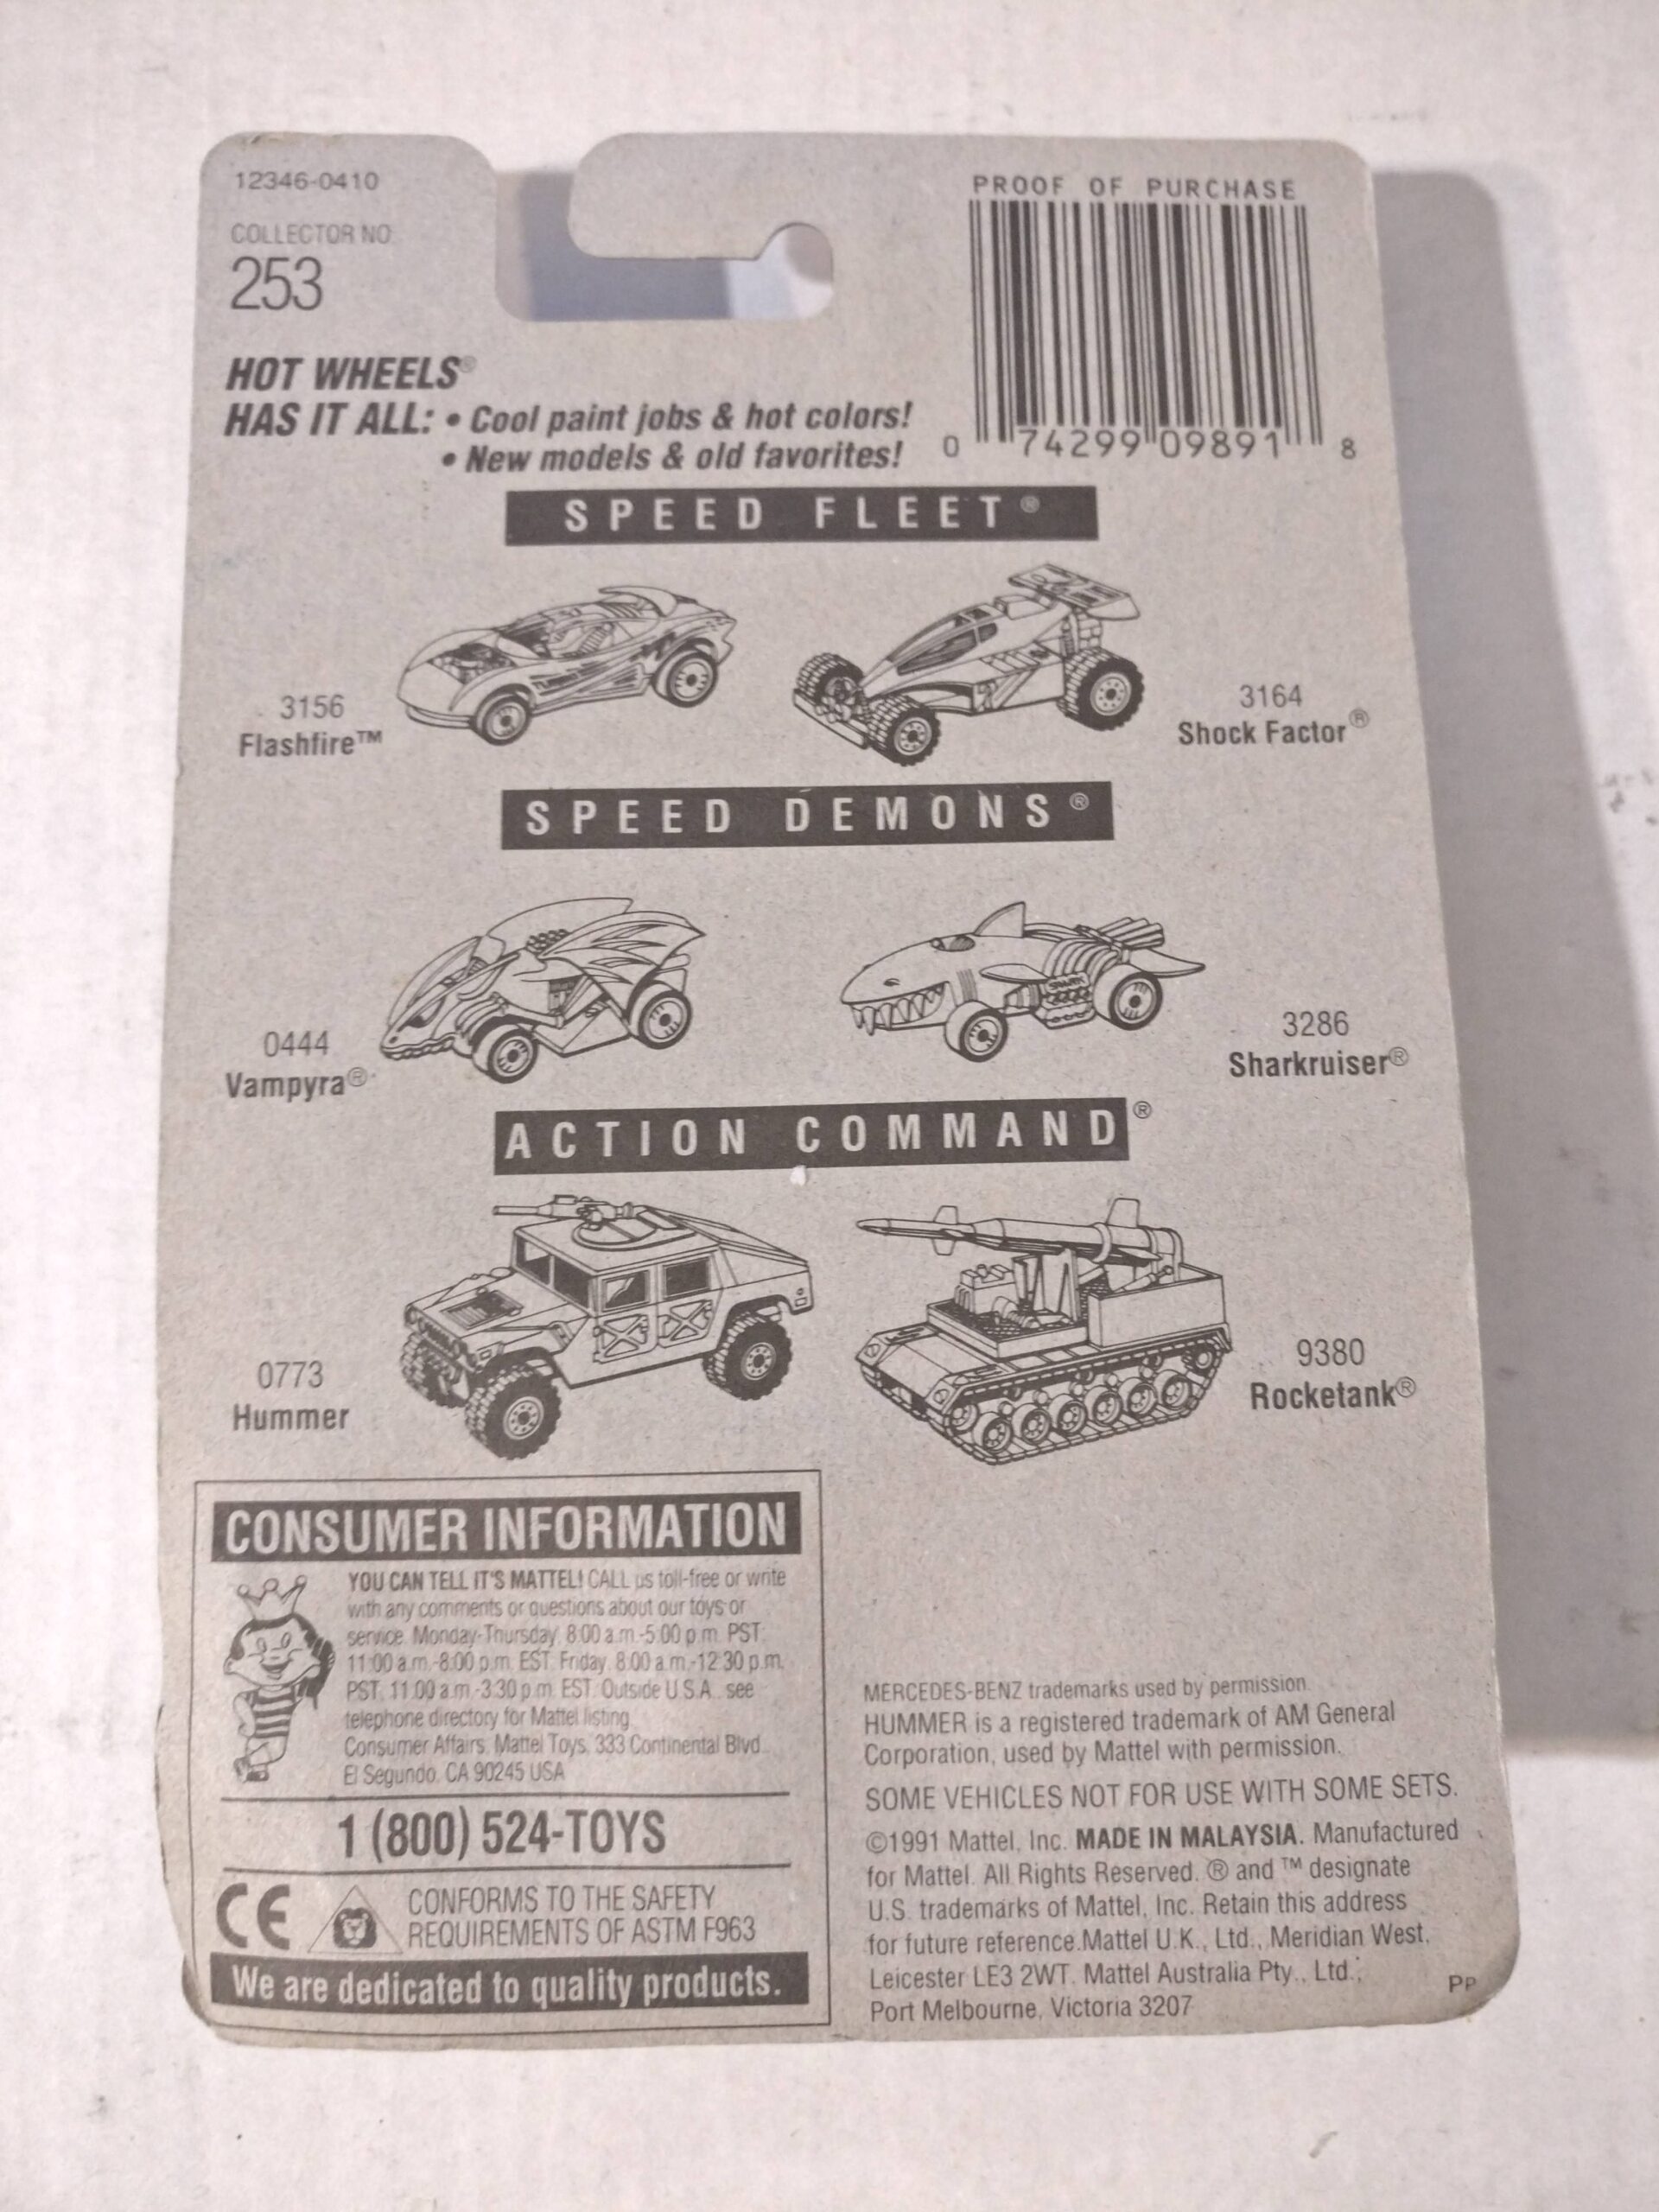 12346-0410
COLLECTOR NO.
253
PROOF OF PURCHASE
0 74299 09891 8
HOT WHEELS®
HAS IT ALL: • Cool paint jobs & hot colors!
• New models & old favorites!
SPEED FLEET®
3156
Flashfire™
3164
Shock Factor®
SPEED DEMONS®
0444
Vampyra®
3286
Sharkruiser®
ACTION COMMAND®
0773
Hummer
9380
Rocketank®
CONSUMER INFORMATION
YOU CAN TELL IT'S MATTEL! CALL us toll-free or write
with any comments or questions about our toys or
service. Monday-Thursday, 8:00 a.m.-5:00 p.m. PST;
11:00 a.m.-8:00 p.m. EST. Friday, 8:00 a.m.-12:30 p.m.
PST, 11:00 a.m.-3:30 p.m. EST. Outside U.S.A., see
telephone directory for Mattel listing.
Consumer Affairs, Mattel Toys, 333 Continental Blvd.,
El Segundo, CA 90245 USA
1 (800) 524-TOYS
CE
CONFORMS TO THE SAFETY
REQUIREMENTS OF ASTM F963
We are dedicated to quality products.
MERCEDES-BENZ trademarks used by permission.
HUMMER is a registered trademark of AM General
Corporation, used by Mattel with permission.
SOME VEHICLES NOT FOR USE WITH SOME SETS.
©1991 Mattel, Inc. MADE IN MALAYSIA. Manufactured
for Mattel. All Rights Reserved. ® and ™ designate
U.S. trademarks of Mattel, Inc. Retain this address
for future reference.Mattel U.K., Ltd., Meridian West,
Leicester LE3 2WT. Mattel Australia Pty., Ltd.,
Port Melbourne, Victoria 3207
PP